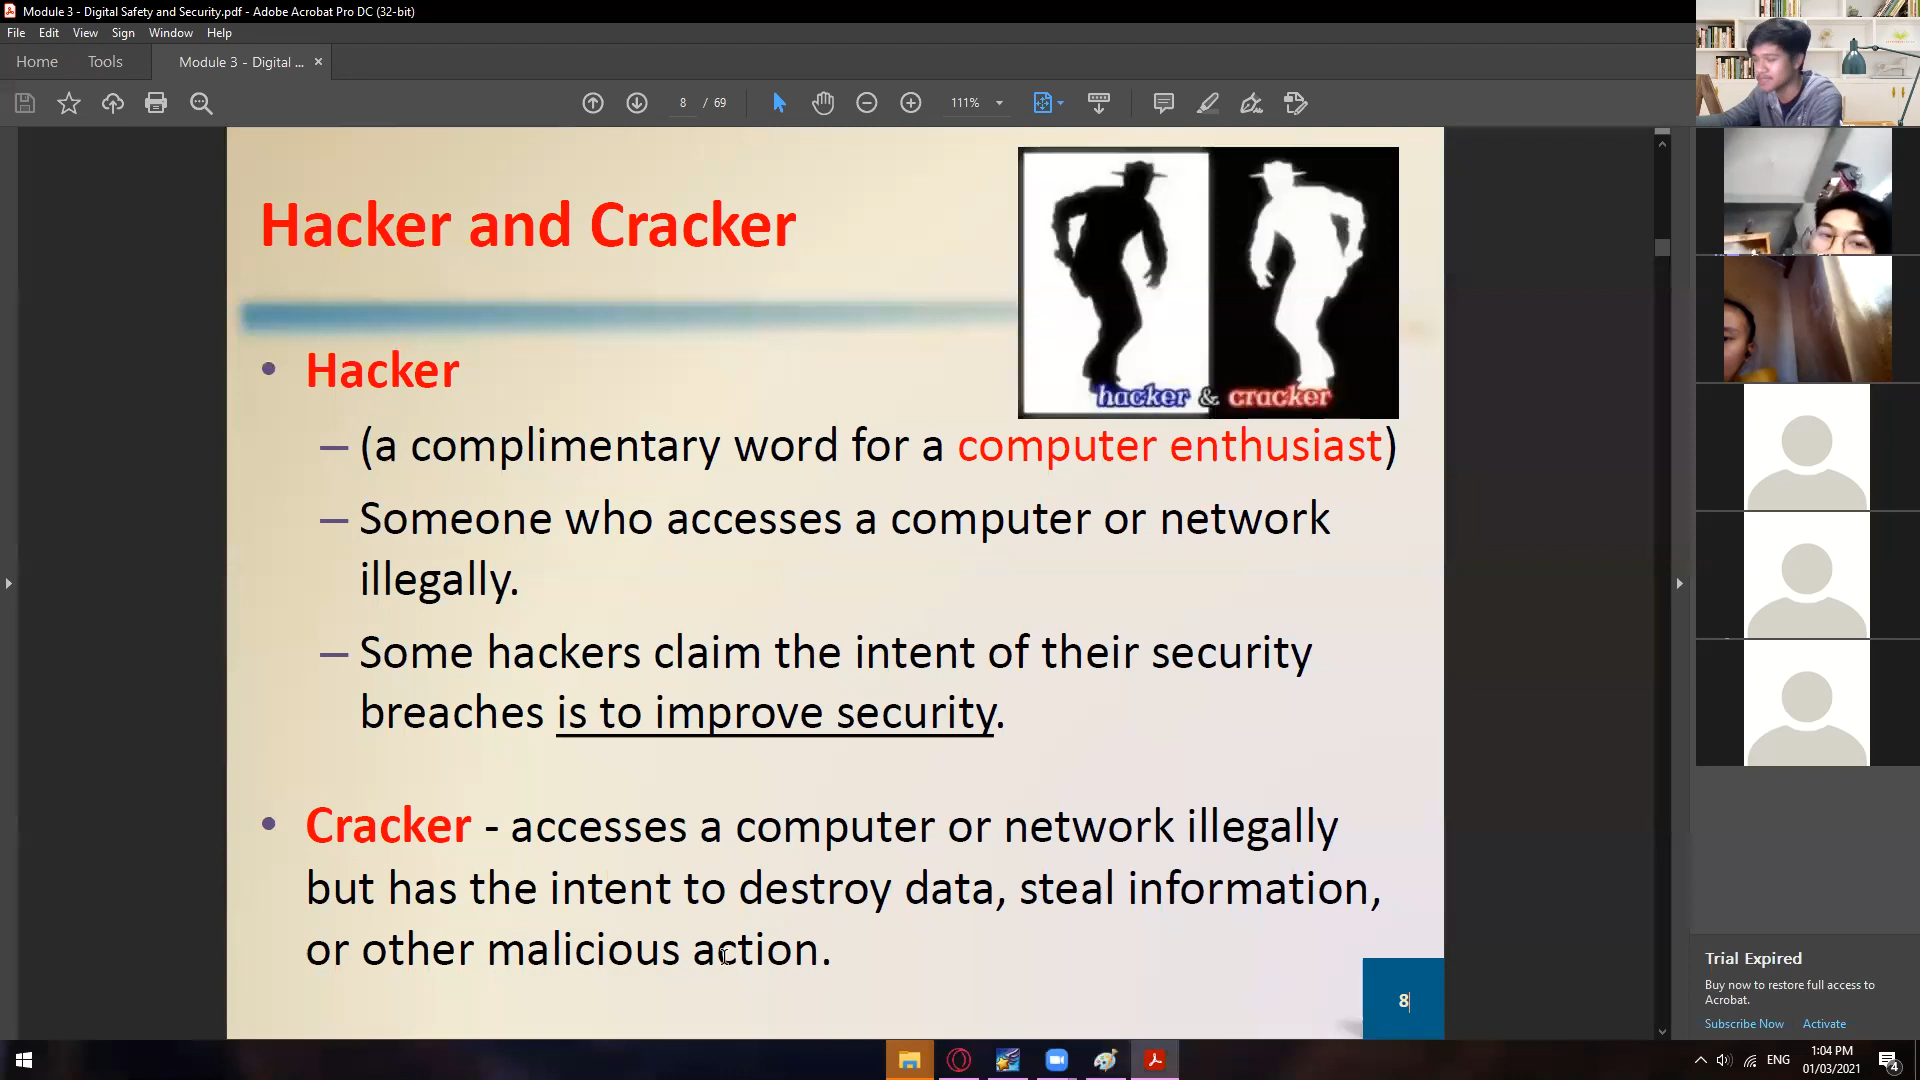 Module 3 - Digital Safety and Security.pdf - Adobe Acrobat Pro DC (32-bit)
File Edit View Sign Window Help
Home Tools Module 3 - Digital ... ×
8 / 69 111%
Hacker and Cracker
hacker & cracker
• Hacker
– (a complimentary word for a computer enthusiast)
– Someone who accesses a computer or network
illegally.
– Some hackers claim the intent of their security
breaches is to improve security.
• Cracker - accesses a computer or network illegally
but has the intent to destroy data, steal information,
or other malicious action.
8
Trial Expired
Buy now to restore full access to
Acrobat.
Subscribe Now Activate
ENG
1:04 PM
01/03/2021
4